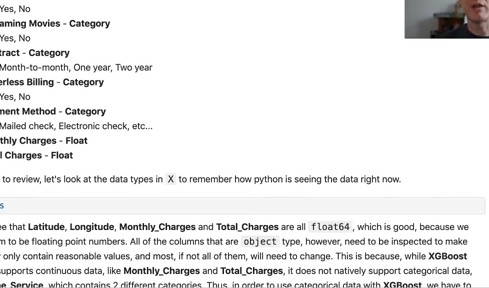 Yes, No
aming Movies - Category
Yes, No
tract - Category
Month-to-month, One year, Two year
erless Billing - Category
Yes, No
ment Method - Category
Mailed check, Electronic check, etc...
thly Charges - Float
l Charges - Float
to review, let's look at the data types in X to remember how python is seeing the data right now.
s
ee that Latitude, Longitude, Monthly_Charges and Total_Charges are all float64 , which is good, because we
m to be floating point numbers. All of the columns that are object type, however, need to be inspected to make
only contain reasonable values, and most, if not all of them, will need to change. This is because, while XGBoost
supports continuous data, like Monthly_Charges and Total_Charges, it does not natively support categorical data,
ne_Service, which contains 2 different categories. Thus, in order to use categorical data with XGBoost, we have to